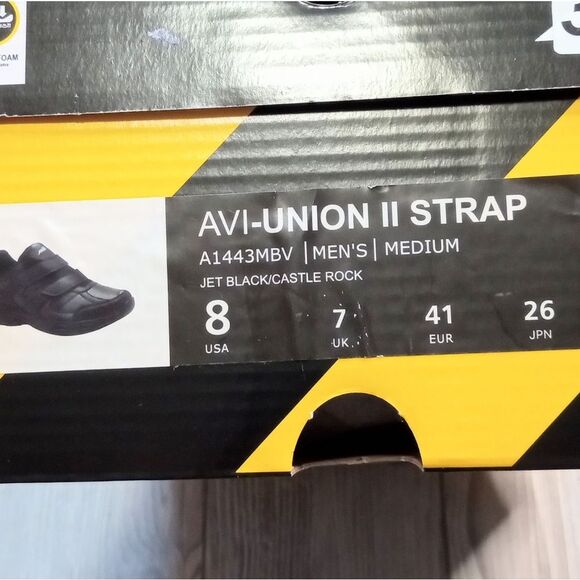 FOAM
AVI-UNION II STRAP
A1443MBV | MEN'S | MEDIUM
JET BLACK/CASTLE ROCK
8 7 41 26
USA UK EUR JPN